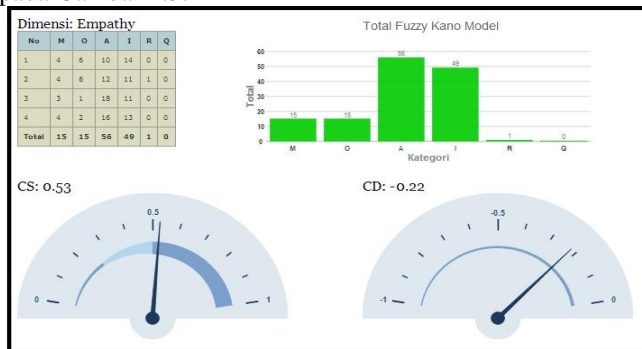 Dimensi: Empathy
No M O A I R Q
1 4 6 10 14 0 0
2 4 6 12 11 1 0
3 3 1 18 11 0 0
4 4 2 16 13 0 0
Total 15 15 56 49 1 0
Total Fuzzy Kano Model
Total
60
50
40
30
20
10
0
15 15 56 49 1 0
M O A I R Q
Kategori
CS: 0.53
0 0.5 1
CD: -0.22
-1 -0.5 0